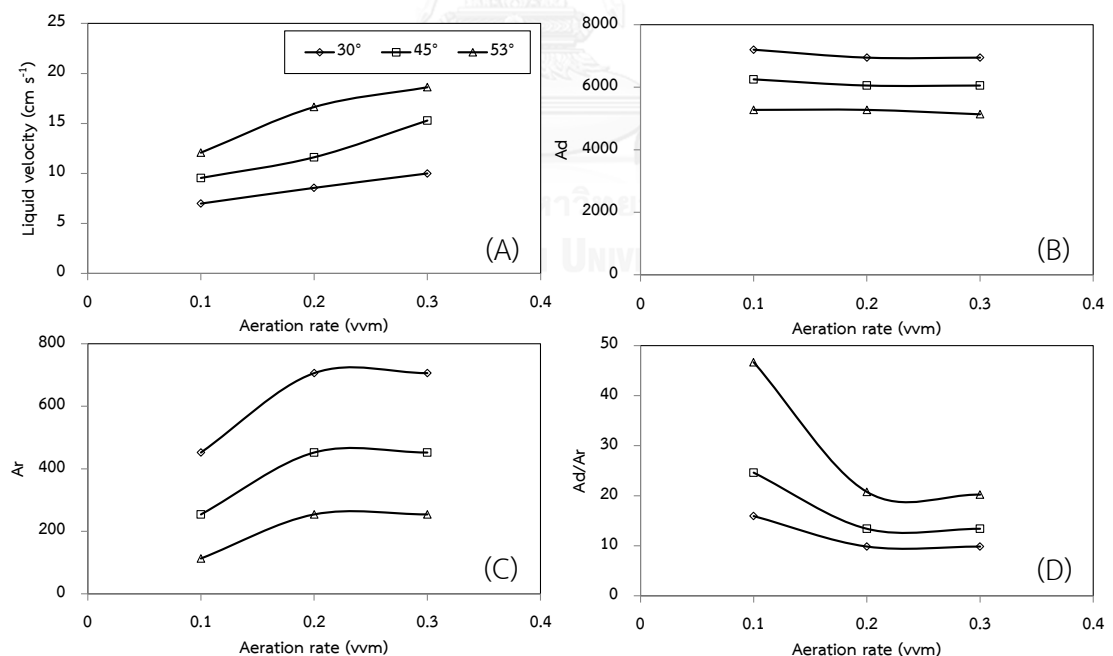 25
20
15
10
5
0
Liquid velocity (cm s⁻¹)
30° 45° 53°
(A)
0 0.1 0.2 0.3 0.4
Aeration rate (vvm)
8000
6000
4000
2000
0
Ad
(B)
0 0.1 0.2 0.3 0.4
Aeration rate (vvm)
800
600
400
200
0
Ar
(C)
0 0.1 0.2 0.3 0.4
Aeration rate (vvm)
50
40
30
20
10
0
Ad/Ar
(D)
0 0.1 0.2 0.3 0.4
Aeration rate (vvm)